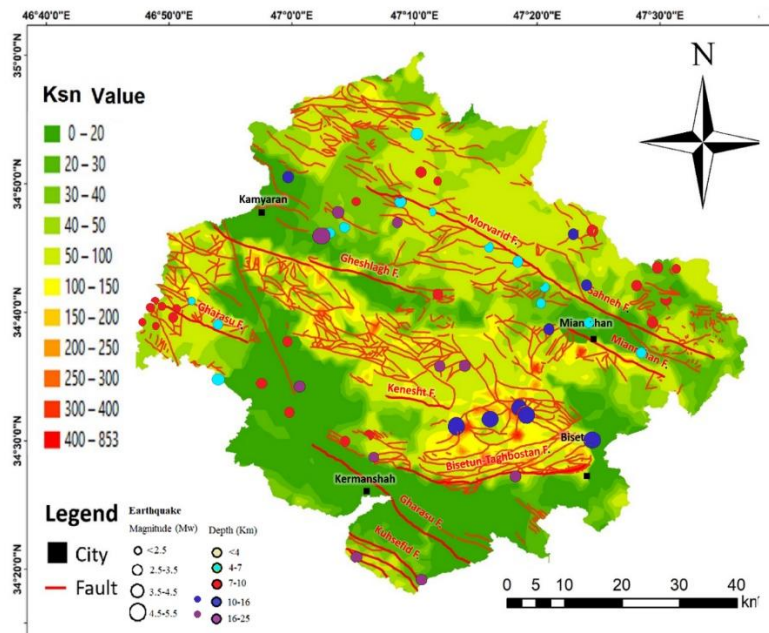 46°40'0"E 46°50'0"E 47°0'0"E 47°10'0"E 47°20'0"E 47°30'0"E
35°0'0"N
34°50'0"N
34°40'0"N
34°30'0"N
34°20'0"N
N
Ksn Value
0 – 20
20 – 30
30 – 40
40 – 50
50 – 100
100 – 150
150 – 200
200 – 250
250 – 300
300 – 400
400 – 853
Kamyaran
Morvarid F.
Gheshlagh F.
Sahneh F.
Gharasu F.
Mianrahan F.
Kenesht F.
Biset
Bisetun-Taghbostan F.
Kermanshah
Gharasu F.
Kuhsefid F.
Legend
City
Fault
Earthquake
Magnitude (Mw)
<2.5
2.5-3.5
3.5-4.5
4.5-5.5
Depth (Km)
<4
4-7
7-10
10-16
16-25
0 5 10 20 30 40
km